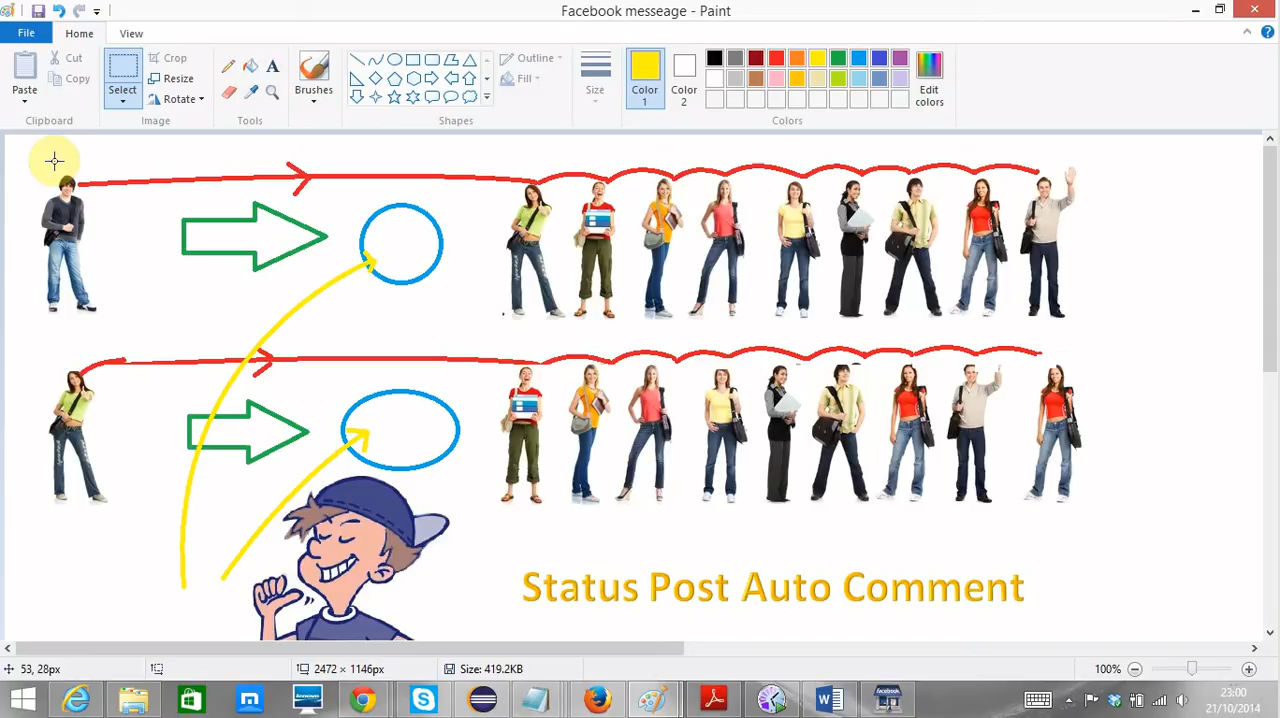 Facebook messeage - Paint
File Home View
Paste Cut Copy
Clipboard
Select Crop Resize Rotate
Image
Tools
Brushes
Outline
Fill
Shapes
Size
Color 1
Color 2
Edit colors
Colors
Status Post Auto Comment
53, 28px
2472 × 1146px
Size: 419.2KB
100%
facebook
23:00
21/10/2014